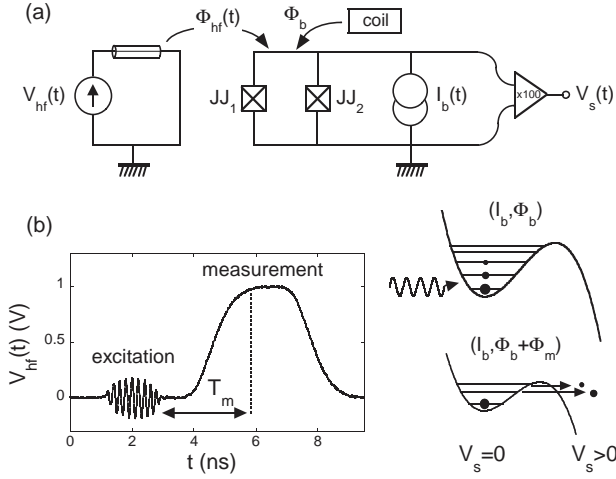 (a)
Φhf(t)
Φb
coil
Vhf(t)
JJ1
JJ2
Ib(t)
x100
Vs(t)
(b)
Vhf(t) (V)
1
0.5
0
measurement
excitation
Tm
0 2 4 6 8
t (ns)
(Ib,Φb)
(Ib,Φb+Φm)
Vs=0
Vs>0